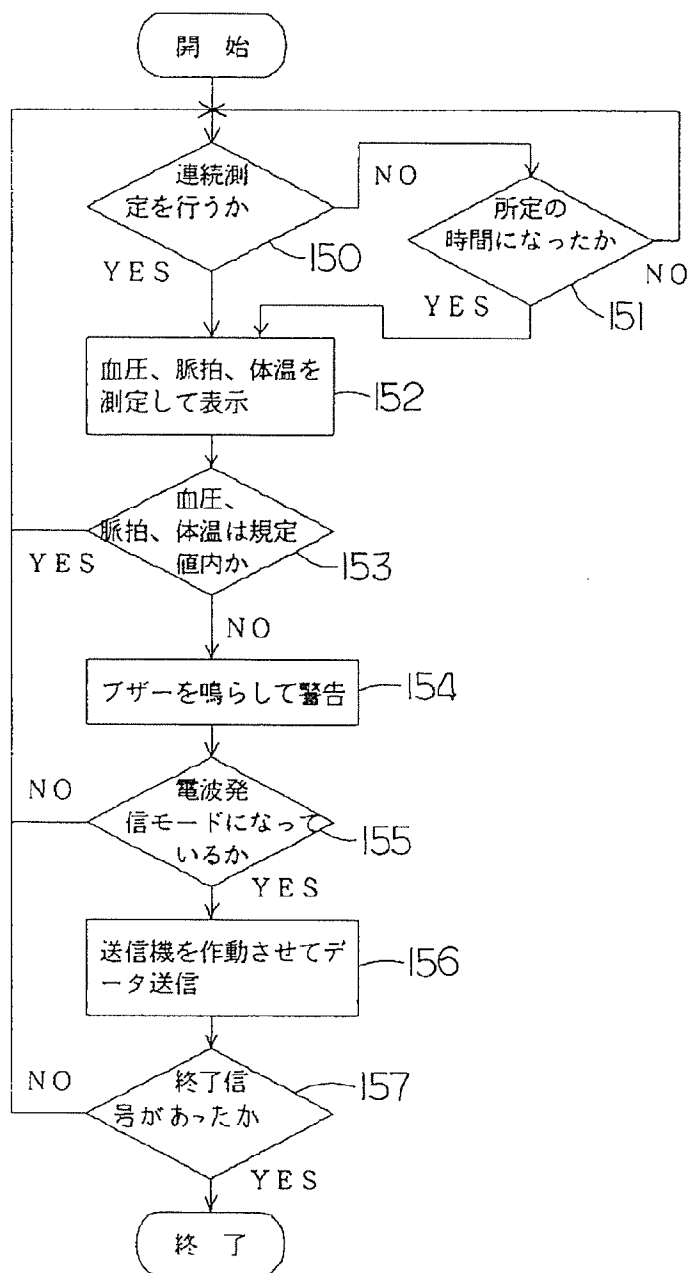 開 始
連続測
定を行うか
NO
所定の
時間になったか
150
YES
NO
YES
151
血圧、脈拍、体温を
測定して表示
152
血圧、
脈拍、体温は規定
値内か
YES
153
NO
ブザーを鳴らして警告
154
NO
電波発
信モードになって
いるか
155
YES
送信機を作動させてデ
ータ送信
156
NO
終了信
号があったか
157
YES
終 了